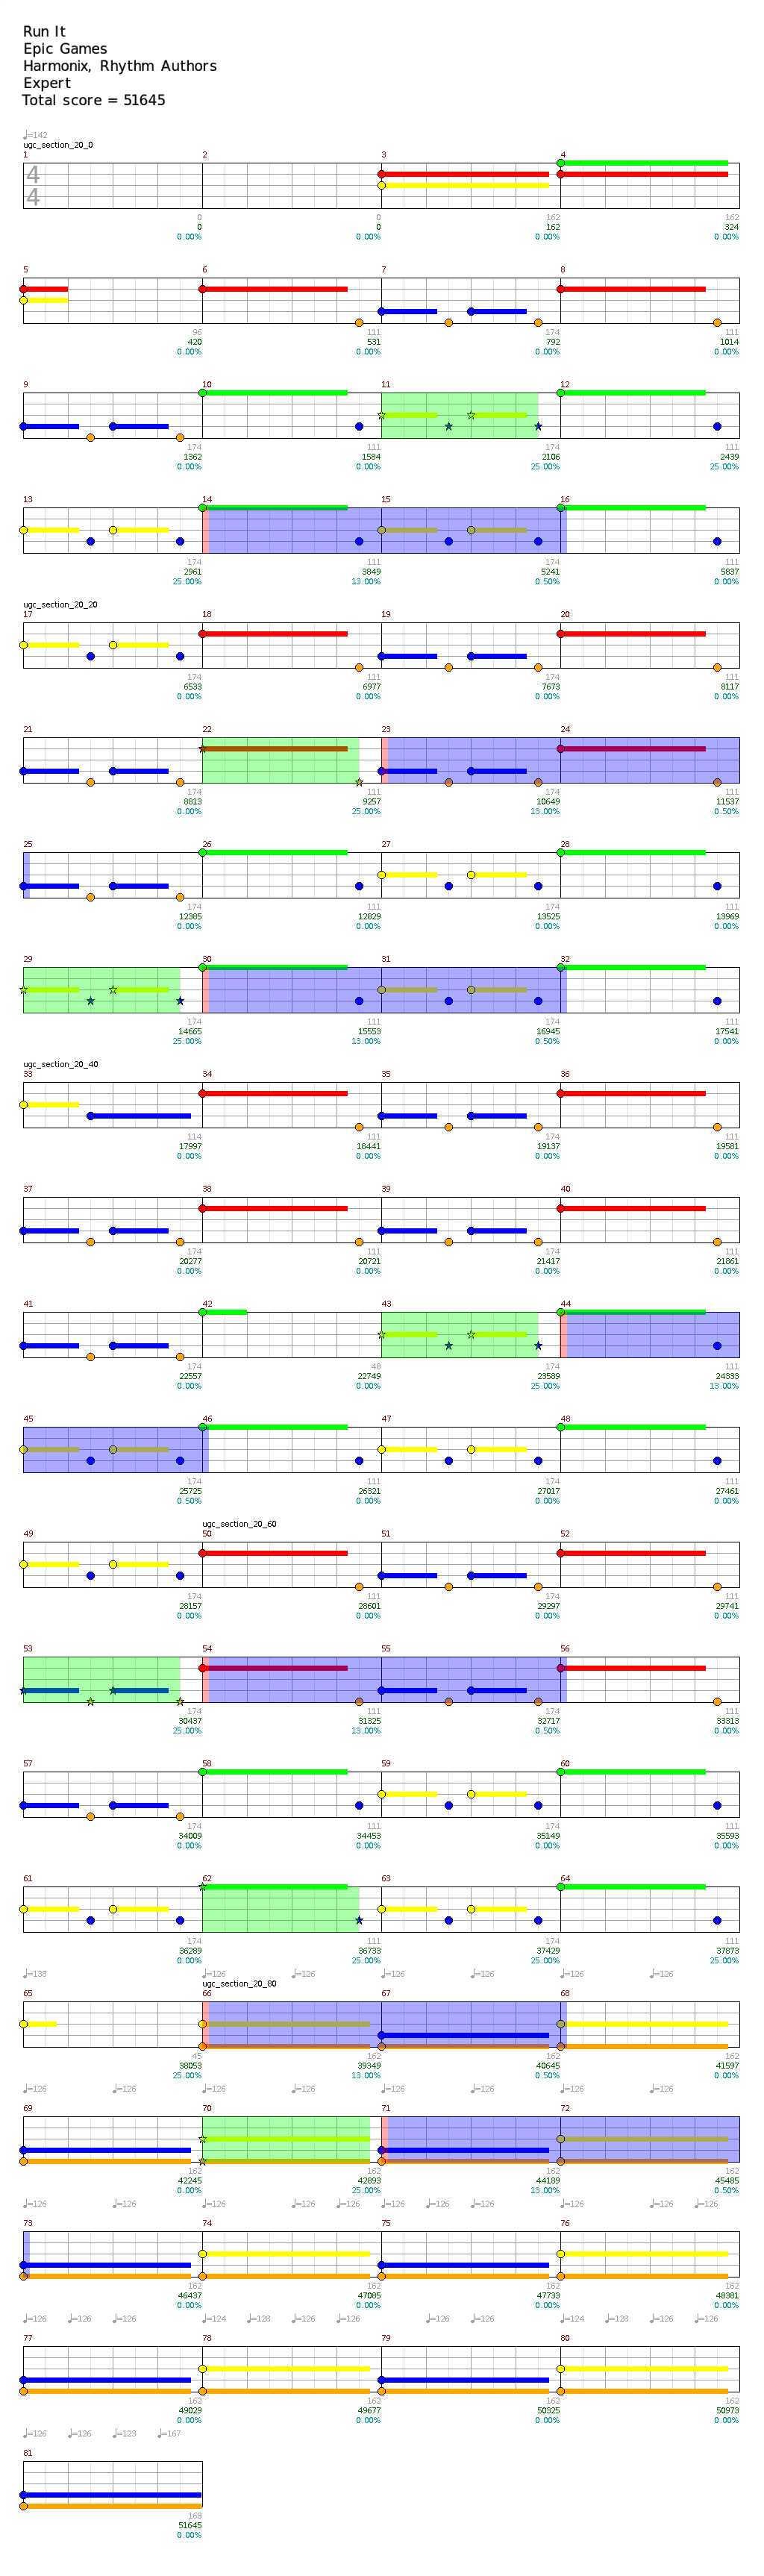 Run It
Epic Games
Harmonix, Rhythm Authors
Expert
Total score = 51645
♩=142
ugc_section_20_0
1 2 3 4
4
4
0 0 162 162
0 0 162 324
0.00% 0.00% 0.00% 0.00%
5 6 7 8
96 111 174 111
420 531 792 1014
0.00% 0.00% 0.00% 0.00%
9 10 11 12
174 111 174 111
1362 1584 2106 2439
0.00% 0.00% 25.00% 25.00%
13 14 15 16
174 111 174 111
2961 3849 5241 5837
25.00% 13.00% 0.50% 0.00%
ugc_section_20_20
17 18 19 20
174 111 174 111
6533 6977 7673 8117
0.00% 0.00% 0.00% 0.00%
21 22 23 24
174 111 174 111
8813 9257 10649 11537
0.00% 25.00% 13.00% 0.50%
25 26 27 28
174 111 174 111
12385 12829 13525 13969
0.00% 0.00% 0.00% 0.00%
29 30 31 32
174 111 174 111
14665 15553 16945 17541
25.00% 13.00% 0.50% 0.00%
ugc_section_20_40
33 34 35 36
114 111 174 111
17997 18441 19137 19581
0.00% 0.00% 0.00% 0.00%
37 38 39 40
174 111 174 111
20277 20721 21417 21861
0.00% 0.00% 0.00% 0.00%
41 42 43 44
174 48 174 111
22557 22749 23589 24333
0.00% 0.00% 25.00% 13.00%
45 46 47 48
174 111 174 111
25725 26321 27017 27461
0.50% 0.00% 0.00% 0.00%
ugc_section_20_60
49 50 51 52
174 111 174 111
28157 28601 29297 29741
0.00% 0.00% 0.00% 0.00%
53 54 55 56
174 111 174 111
30437 31325 32717 33313
25.00% 13.00% 0.50% 0.00%
57 58 59 60
174 111 174 111
34009 34453 35149 35593
0.00% 0.00% 0.00% 0.00%
61 62 63 64
174 111 174 111
36289 36733 37429 37873
0.00% 25.00% 25.00% 25.00%
♩=138 ♩=126 ♩=126 ♩=126 ♩=126 ♩=126 ♩=126
ugc_section_20_80
65 66 67 68
45 162 162 162
38053 39349 40645 41597
25.00% 13.00% 0.50% 0.00%
♩=126 ♩=126 ♩=126 ♩=126 ♩=126 ♩=126 ♩=126 ♩=126
69 70 71 72
162 162 162 162
42245 42893 44189 45485
0.00% 25.00% 13.00% 0.50%
♩=126 ♩=126 ♩=126 ♩=126 ♩=126 ♩=126 ♩=126 ♩=126 ♩=126 ♩=126 ♩=126
73 74 75 76
162 162 162 162
46437 47085 47733 48381
0.00% 0.00% 0.00% 0.00%
♩=126 ♩=126 ♩=126 ♩=124 ♩=128 ♩=126 ♩=126 ♩=126 ♩=126 ♩=126 ♩=124 ♩=128 ♩=126 ♩=126
77 78 79 80
162 162 162 162
49029 49677 50325 50973
0.00% 0.00% 0.00% 0.00%
♩=126 ♩=126 ♩=123 ♩=167
81
168
51645
0.00%